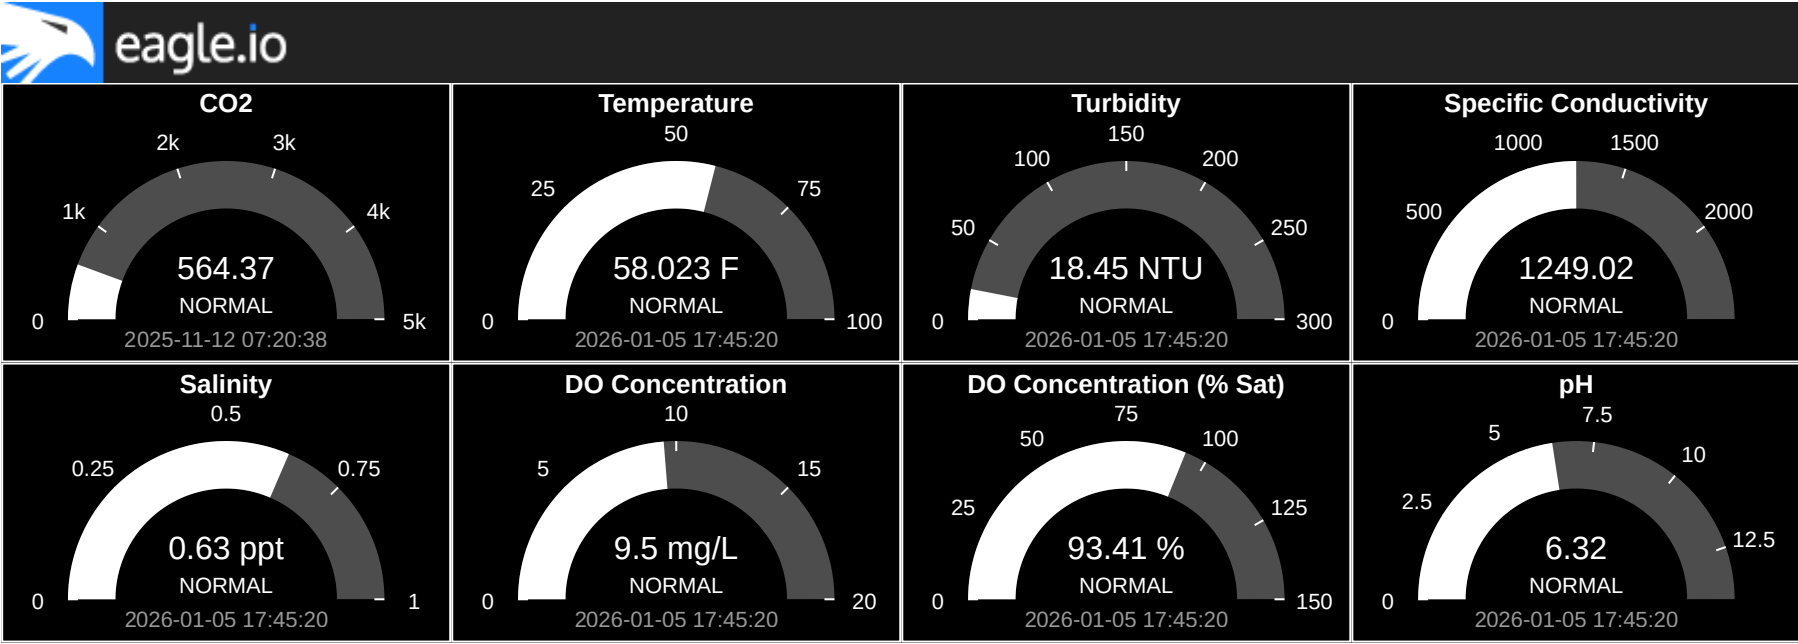 eagle.io
CO2
2k
3k
1k
4k
564.37
NORMAL
0
5k
2025-11-12 07:20:38
Temperature
50
25
75
58.023 F
NORMAL
0
100
2026-01-05 17:45:20
Turbidity
150
100
200
50
250
18.45 NTU
NORMAL
0
300
2026-01-05 17:45:20
Specific Conductivity
1000
1500
500
2000
1249.02
NORMAL
0
2026-01-05 17:45:20
Salinity
0.5
0.25
0.75
0.63 ppt
NORMAL
0
1
2026-01-05 17:45:20
DO Concentration
10
5
15
9.5 mg/L
NORMAL
0
20
2026-01-05 17:45:20
DO Concentration (% Sat)
75
50
100
25
125
93.41 %
NORMAL
0
150
2026-01-05 17:45:20
pH
7.5
5
10
2.5
12.5
6.32
NORMAL
0
2026-01-05 17:45:20